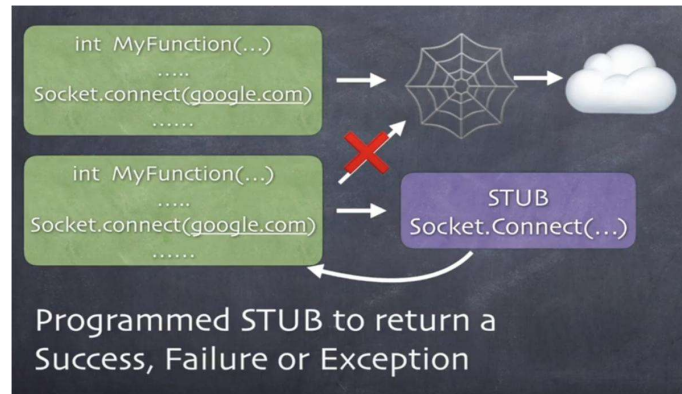 int MyFunction(...)
.....
Socket.connect(google.com)
......
int MyFunction(...)
.....
Socket.connect(google.com)
......
STUB
Socket.Connect(...)
Programmed STUB to return a
Success, Failure or Exception